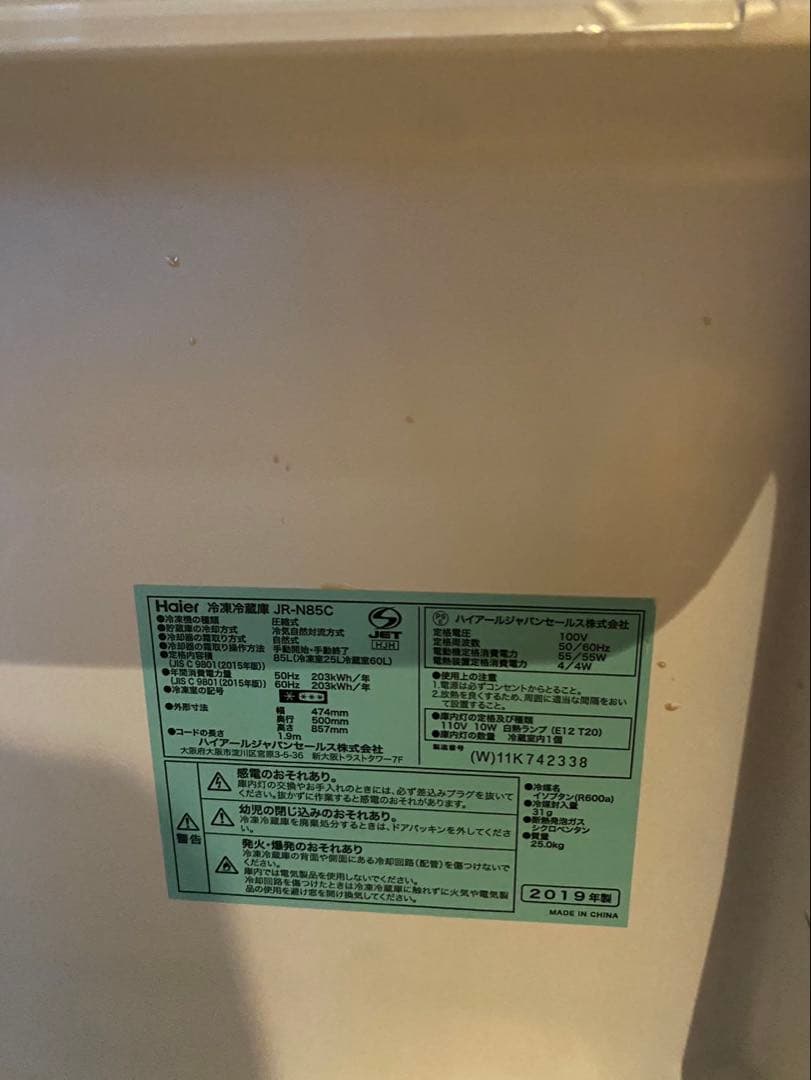 Haier 冷凍冷蔵庫 JR-N85C
●冷凍機の種類 圧縮式
●貯蔵庫の冷却方式 冷気自然対流方式
●冷却器の霜取り方式 自然式
●冷却器の霜取り操作方法 手動開始・手動終了
●定格内容積 85L(冷凍室25L冷蔵室60L)
(JIS C 9801(2015年版))
●年間消費電力量 50Hz 203kWh/年
(JIS C 9801(2015年版)) 60Hz 203kWh/年
●冷凍室の記号
●外形寸法 幅 474mm
奥行 500mm
高さ 857mm
●コードの長さ 1.9m
ハイアールジャパンセールス株式会社
大阪府大阪市淀川区宮原3-5-36 新大阪トラストタワー7F
S
JET
HJH
PSE ハイアールジャパンセールス株式会社
定格電圧 100V
定格周波数 50/60Hz
電動機定格消費電力 55/55W
電熱装置定格消費電力 4/4W
●使用上の注意
1.電源は必ずコンセントからとること。
2.放熱を良くするため、周囲に適当な間隔をおい
て設置すること。
●庫内灯の定格及び種類
110V 10W 白熱ランプ(E12 T20)
●庫内灯の数量 冷蔵室内1個
製造番号 (W)11K742338
警告
感電のおそれあり。
庫内灯の交換やお手入れのときには、必ず差込みプラグを抜いて
ください。抜かずに作業すると感電のおそれがあります。
幼児の閉じ込みのおそれあり。
冷凍冷蔵庫を廃棄処分するときは、ドアパッキンを外してくださ
い。
発火・爆発のおそれあり
冷凍冷蔵庫の背面や側面にある冷却回路(配管)を傷つけないで
ください。
庫内では電気製品を使用しないでください。
冷却回路を傷つけたときは冷凍冷蔵庫に触れずに火気や電気製
品の使用を避け窓を開け換気してください。
●冷媒名
イソブタン(R600a)
●冷媒封入量
31g
●断熱発泡ガス
シクロペンタン
●質量
25.0kg
2019年製
MADE IN CHINA